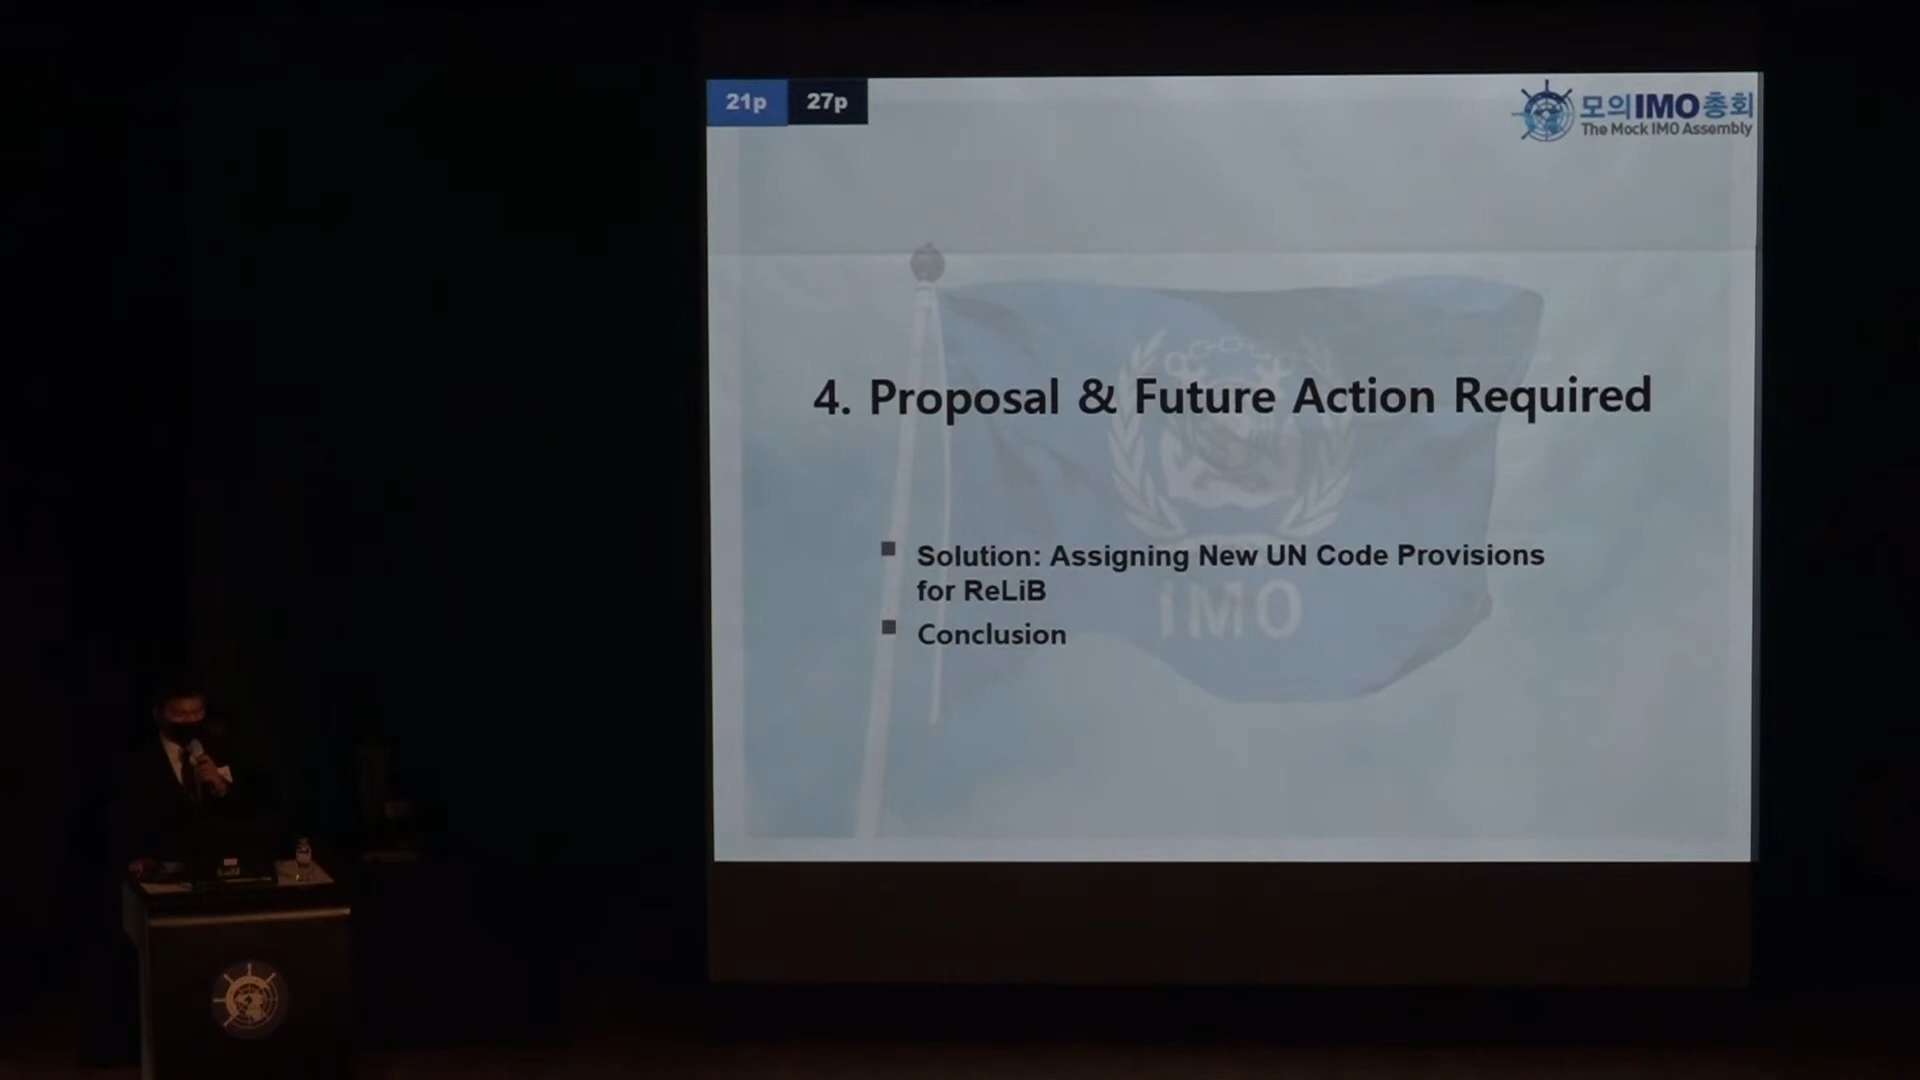 21p 27p
모의IMO총회
The Mock IMO Assembly
4. Proposal & Future Action Required
■ Solution: Assigning New UN Code Provisions
for ReLiB
■ Conclusion
IMO